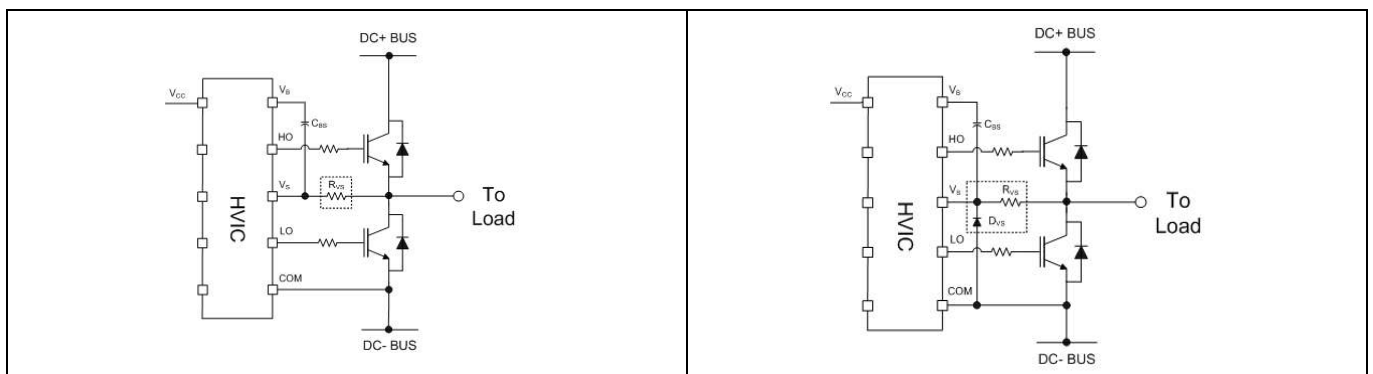 DC+ BUS
VCC
VB
CBS
HO
VS
RVS
To
Load
HVIC
LO
COM
DC- BUS
DC+ BUS
VCC
VB
CBS
HO
VS
RVS
To
Load
HVIC
DVS
LO
COM
DC- BUS